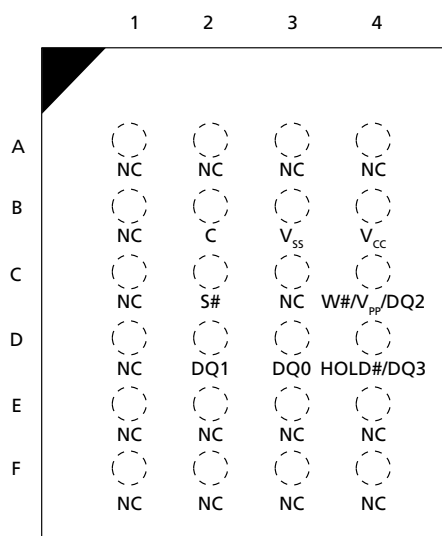 1 2 3 4
A
NC NC NC NC
B
NC C VSS VCC
C
NC S# NC W#/VPP/DQ2
D
NC DQ1 DQ0 HOLD#/DQ3
E
NC NC NC NC
F
NC NC NC NC